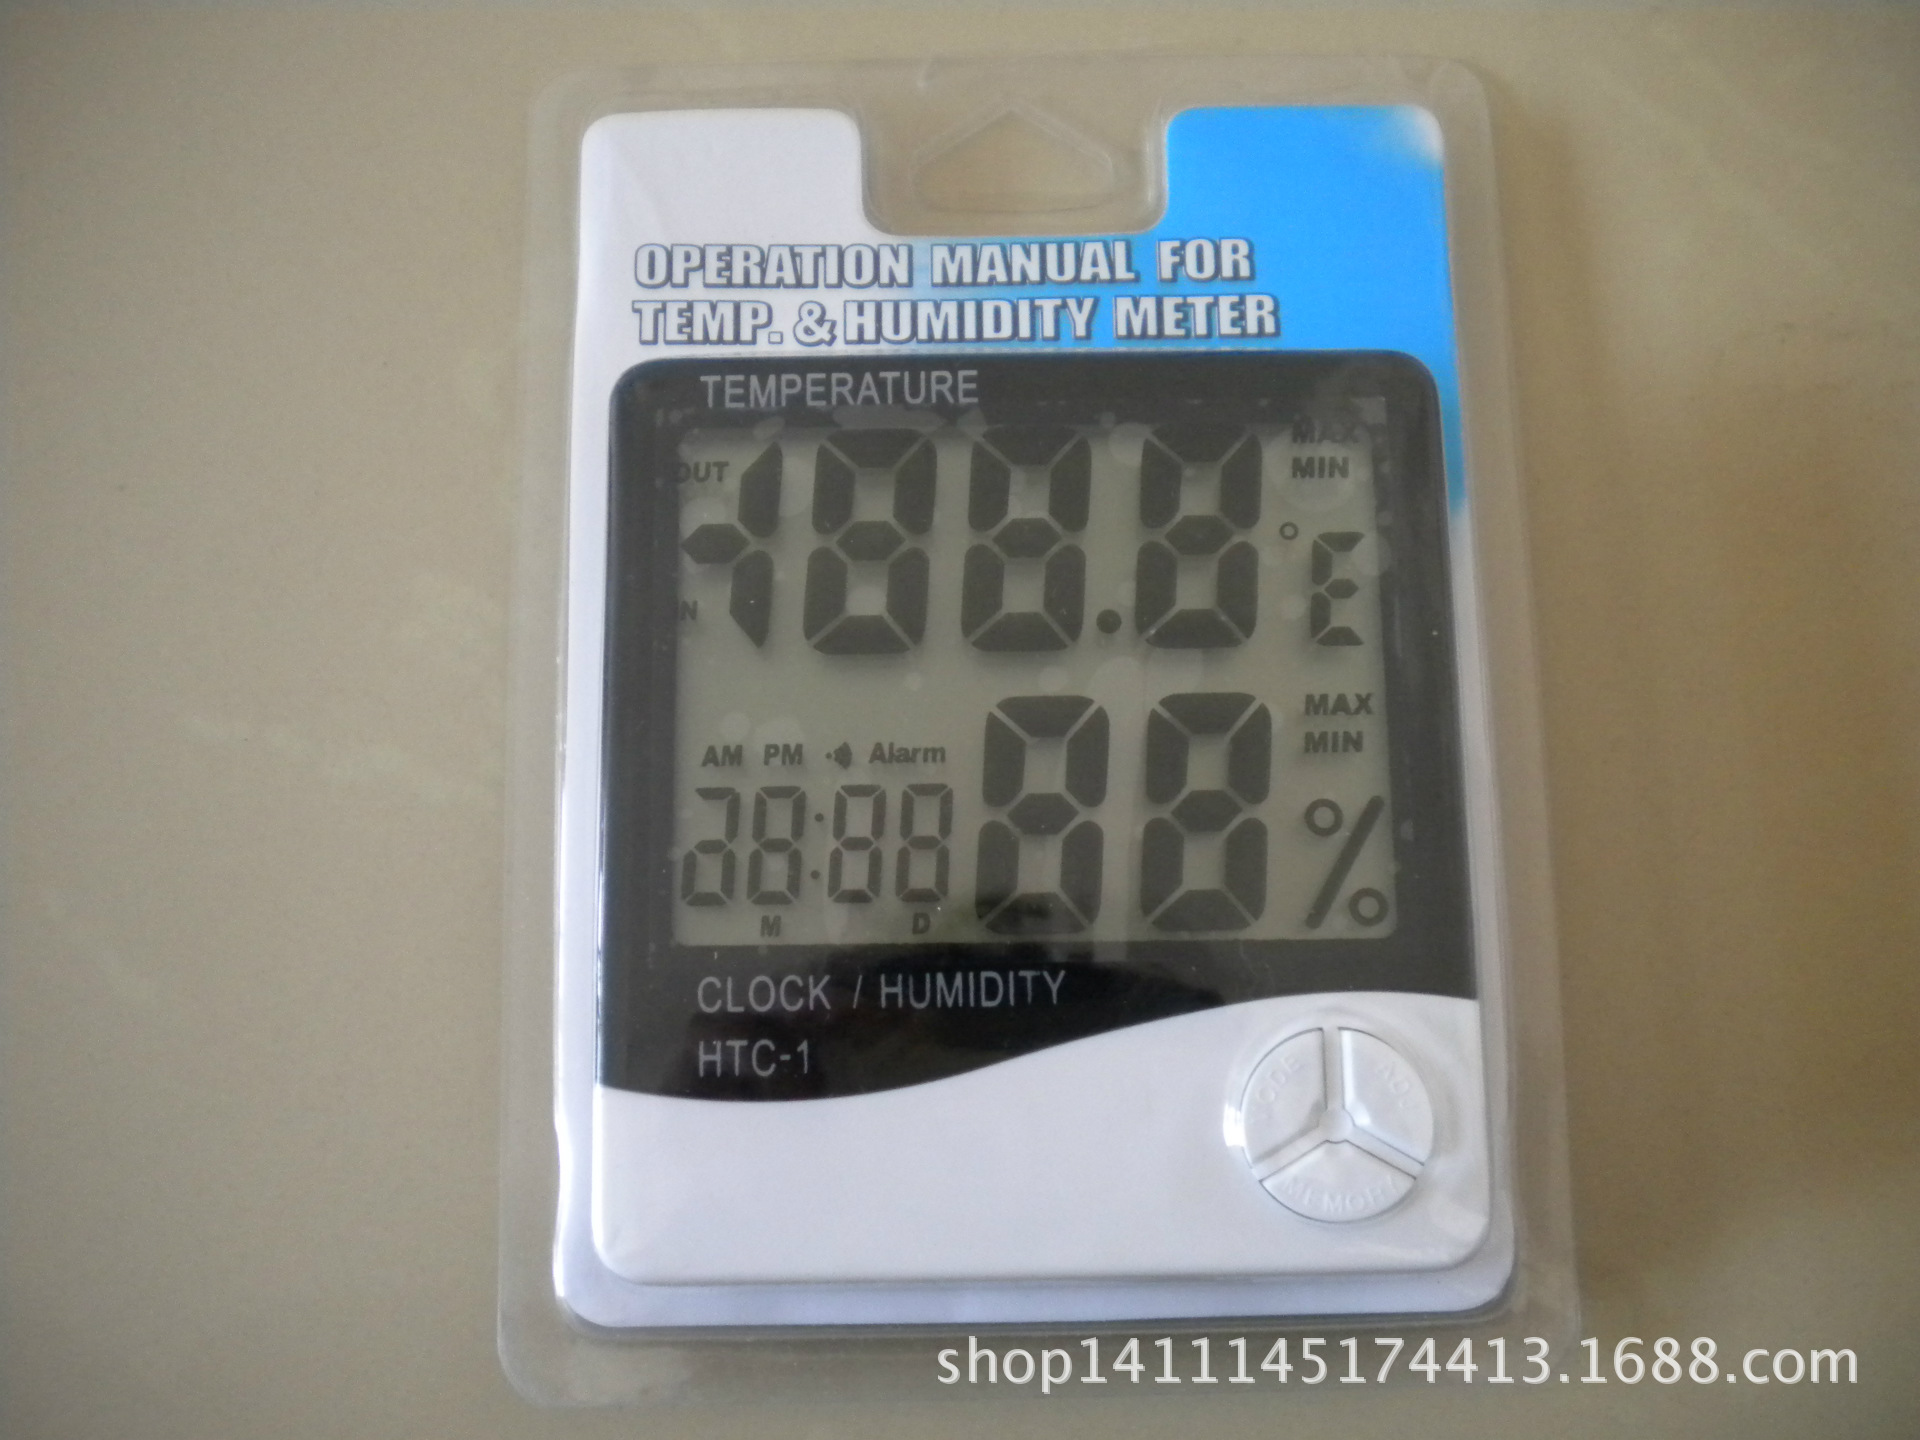 OPERATION MANUAL FOR
TEMP. & HUMIDITY METER
TEMPERATURE
OUT
-188.8
MAX
MIN
°E
IN
MAX
MIN
AM PM Alarm
28:88
88
%
M D
CLOCK / HUMIDITY
HTC-1
MODE
ADJ
MEMORY
shop1411145174413.1688.com